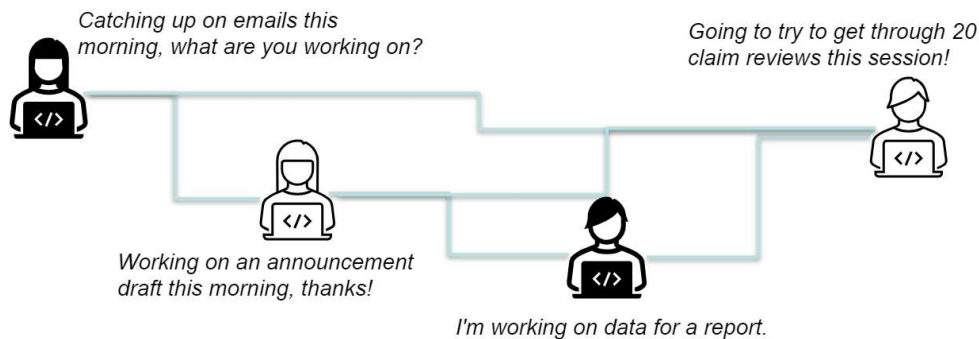 Catching up on emails this
morning, what are you working on?
Going to try to get through 20
claim reviews this session!
</>
</>
</>
Working on an announcement
draft this morning, thanks!
</>
I'm working on data for a report.